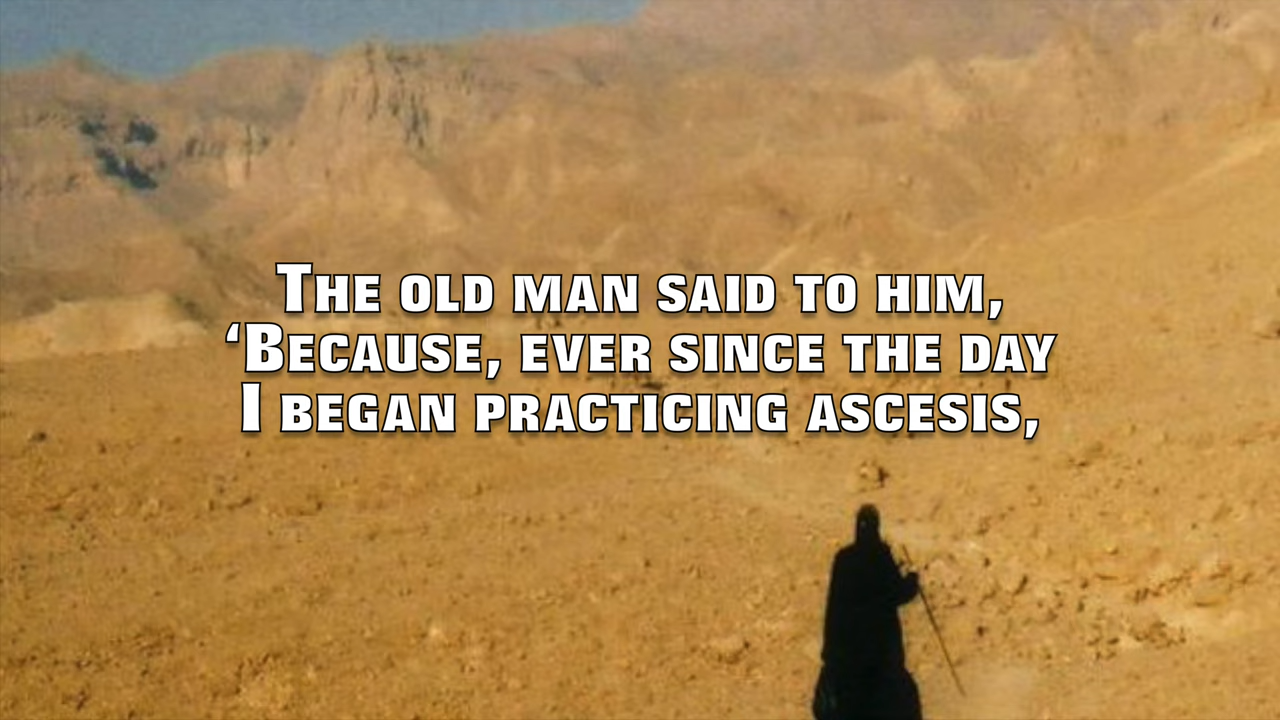 The old man said to him,
‘Because, ever since the day
I began practicing ascesis,